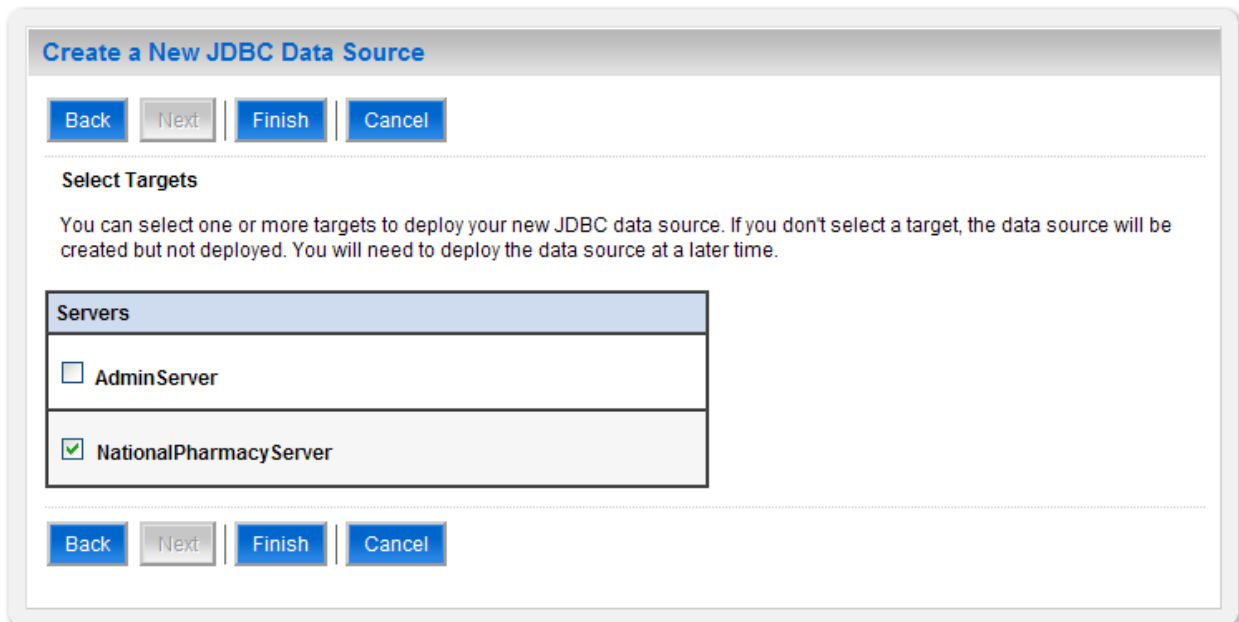 Create a New JDBC Data Source
Back Next Finish Cancel
Select Targets
You can select one or more targets to deploy your new JDBC data source. If you don't select a target, the data source will be
created but not deployed. You will need to deploy the data source at a later time.
Servers
AdminServer
NationalPharmacyServer
Back Next Finish Cancel